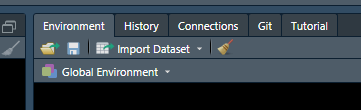 Environment History Connections Git Tutorial
Import Dataset
Global Environment